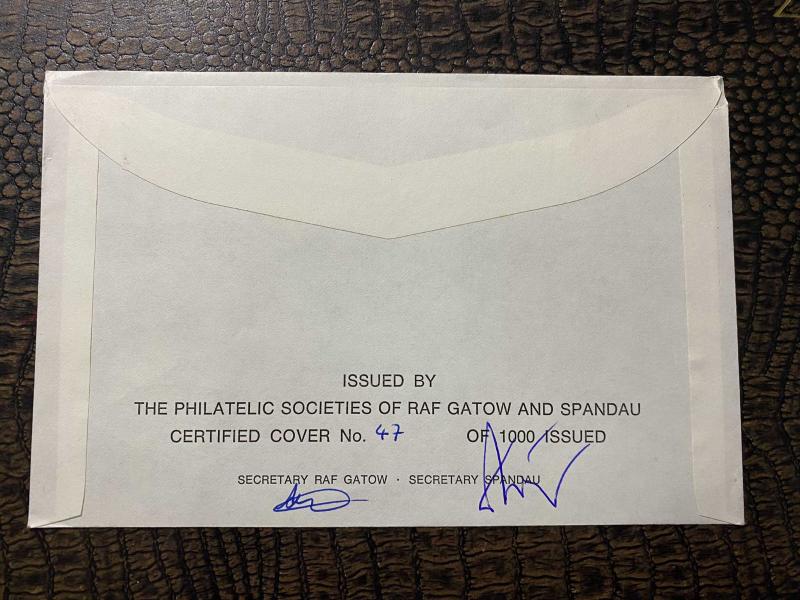 ISSUED BY
THE PHILATELIC SOCIETIES OF RAF GATOW AND SPANDAU
CERTIFIED COVER No. 47 OF 1000 ISSUED
SECRETARY RAF GATOW · SECRETARY SPANDAU